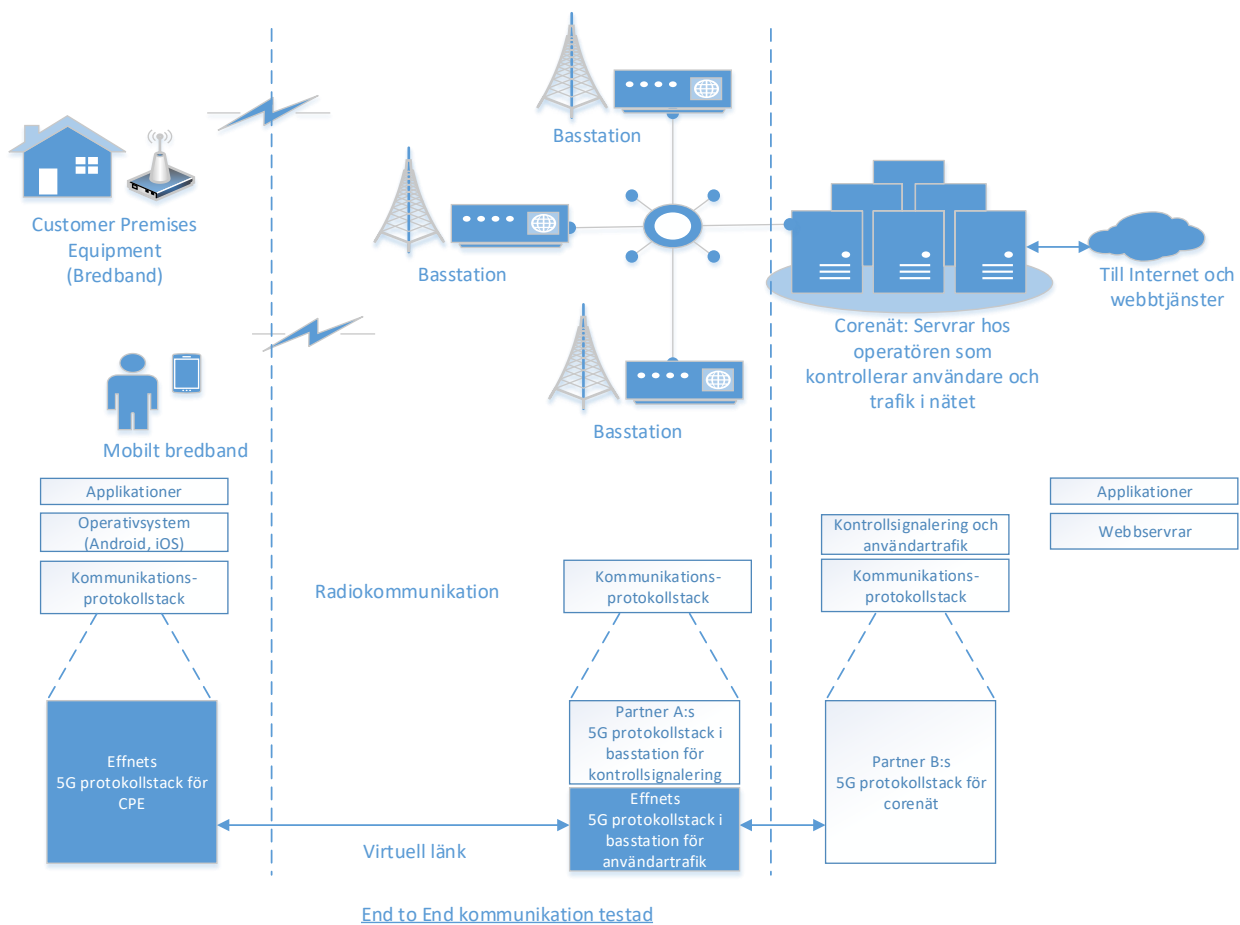 Basstation
Customer Premises
Equipment
(Bredband)
Basstation
Till Internet och
webbtjänster
Corenät: Servrar hos
operatören som
kontrollerar användare och
trafik i nätet
Basstation
Mobilt bredband
Applikationer
Operativsystem
(Android, iOS)
Kommunikations-
protokollstack
Radiokommunikation
Kommunikations-
protokollstack
Kontrollsignalering och
användartrafik
Kommunikations-
protokollstack
Applikationer
Webbservrar
Effnets
5G protokollstack för
CPE
Partner A:s
5G protokollstack i
basstation för
kontrollsignalering
Effnets
5G protokollstack i
basstation för
användartrafik
Partner B:s
5G protokollstack för
corenät
Virtuell länk
End to End kommunikation testad